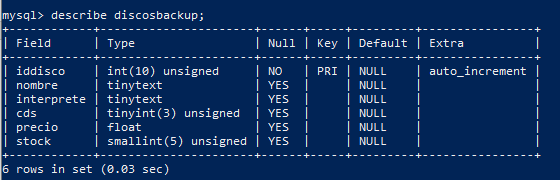 mysql> describe discosbackup;
+------------+----------------------+------+-----+---------+----------------+
| Field      | Type                 | Null | Key | Default | Extra          |
+------------+----------------------+------+-----+---------+----------------+
| iddisco    | int(10) unsigned     | NO   | PRI | NULL    | auto_increment |
| nombre     | tinytext             | YES  |     | NULL    |                |
| interprete | tinytext             | YES  |     | NULL    |                |
| cds        | tinyint(3) unsigned  | YES  |     | NULL    |                |
| precio     | float                | YES  |     | NULL    |                |
| stock      | smallint(5) unsigned | YES  |     | NULL    |                |
+------------+----------------------+------+-----+---------+----------------+
6 rows in set (0.03 sec)